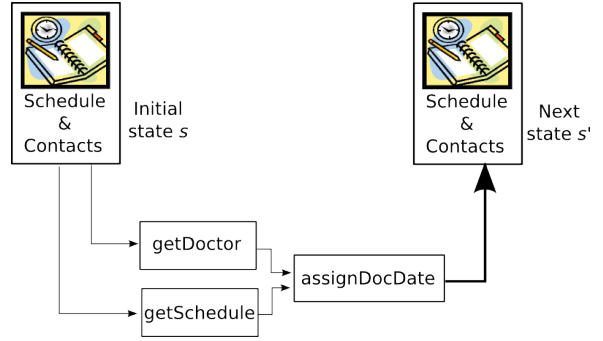 Schedule
&
Contacts
Initial
state s
Schedule
&
Contacts
Next
state s'
getDoctor
getSchedule
assignDocDate